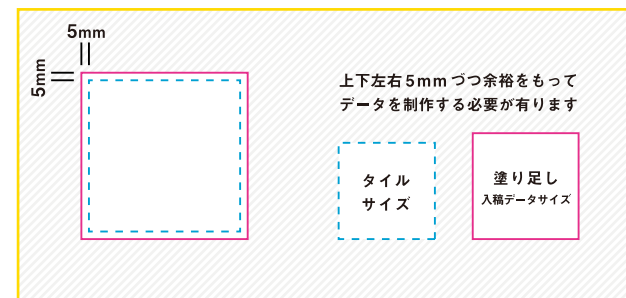 5mm
5mm
上下左右5mmづつ余裕をもって
データを制作する必要が有ります
タイル
サイズ
塗り足し
入稿データサイズ